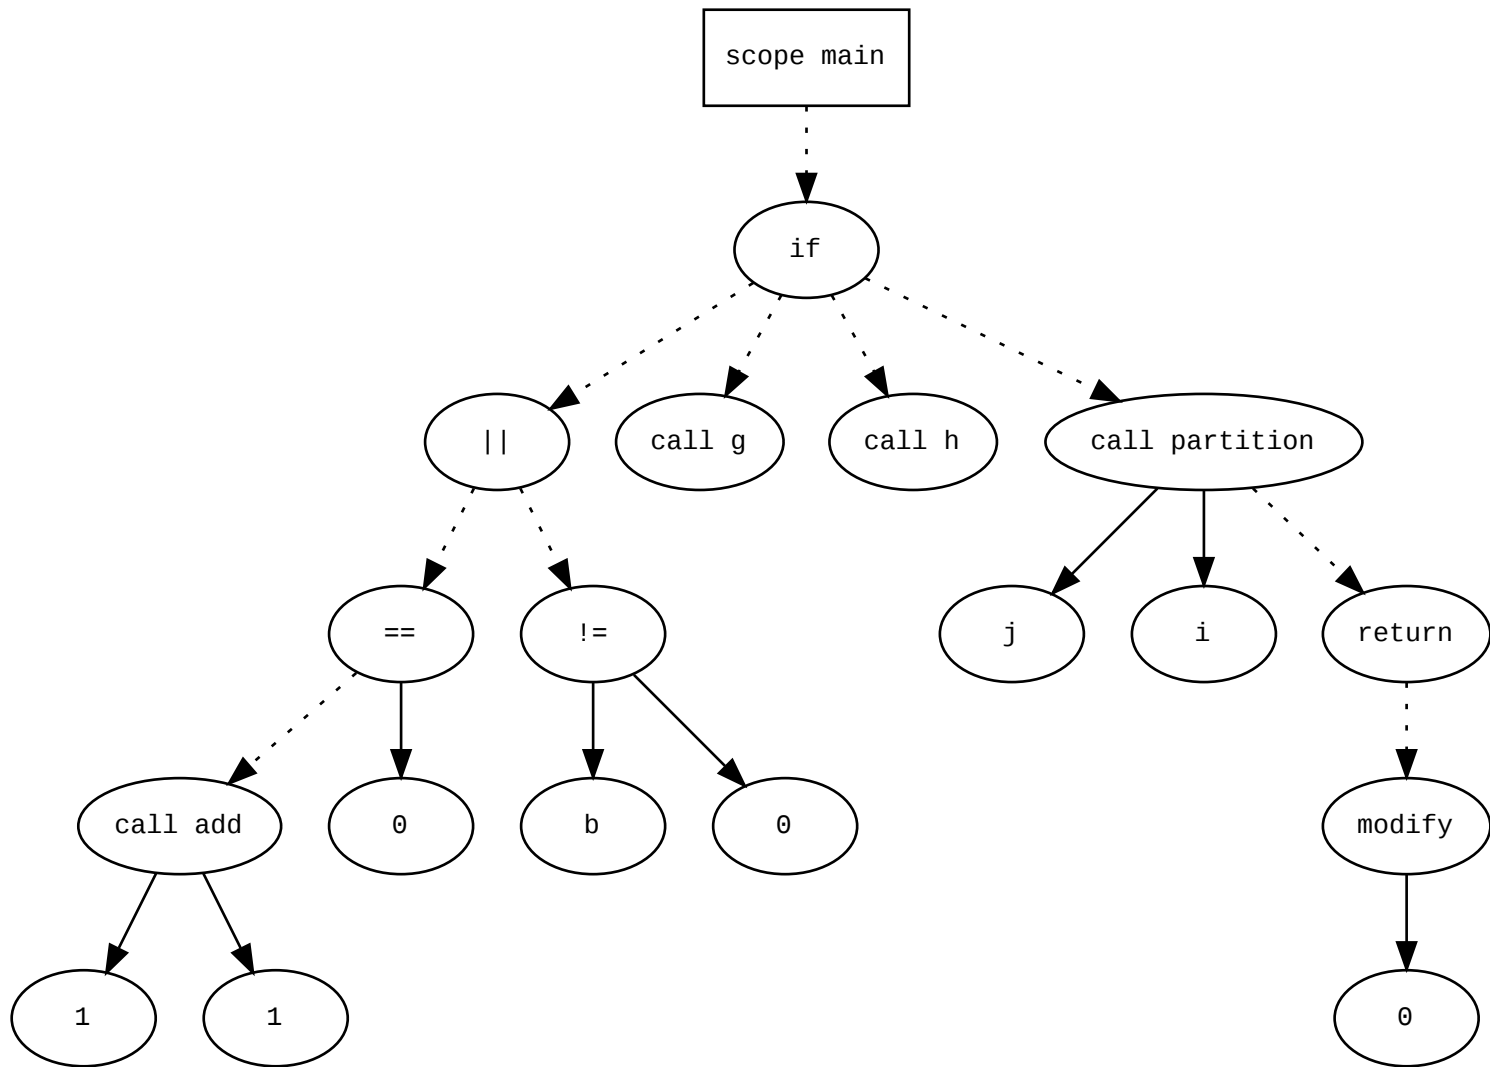 scope main
if
||
call g
call h
call partition
==
!=
j
i
return
call add
0
b
0
modify
1
1
0